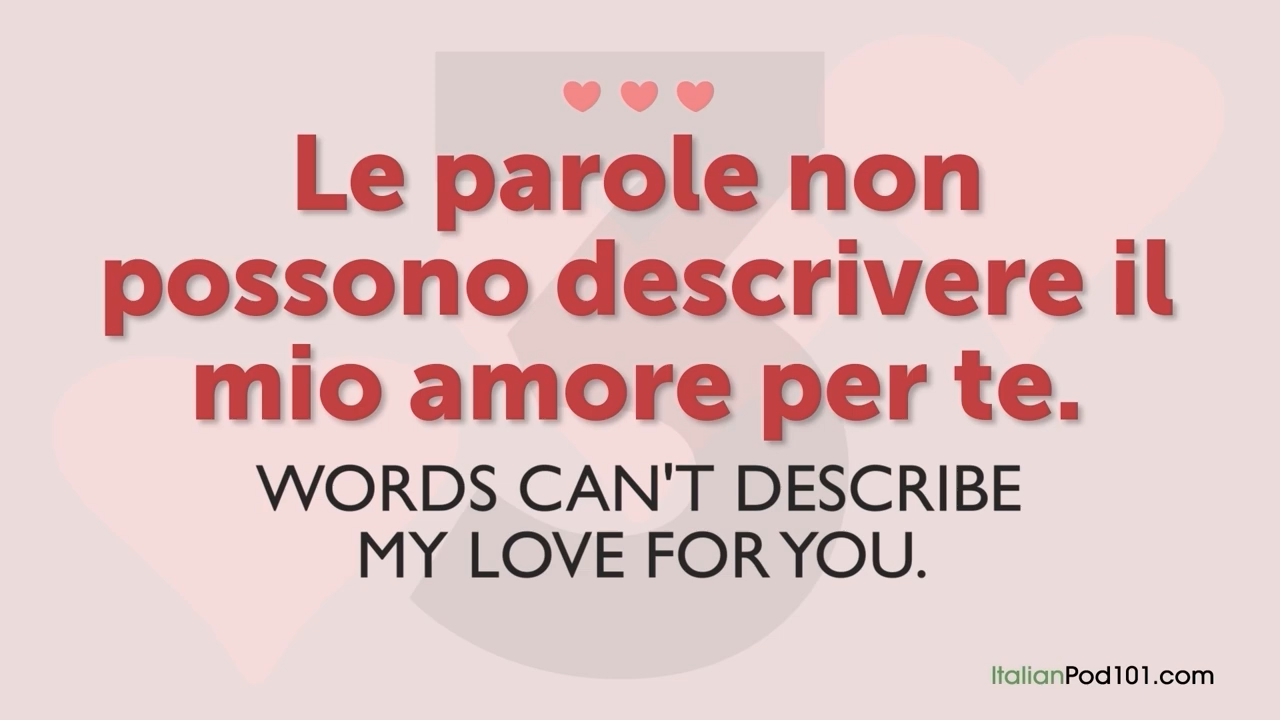 Le parole non
possono descrivere il
mio amore per te.
WORDS CAN'T DESCRIBE
MY LOVE FOR YOU.
ItalianPod101.com